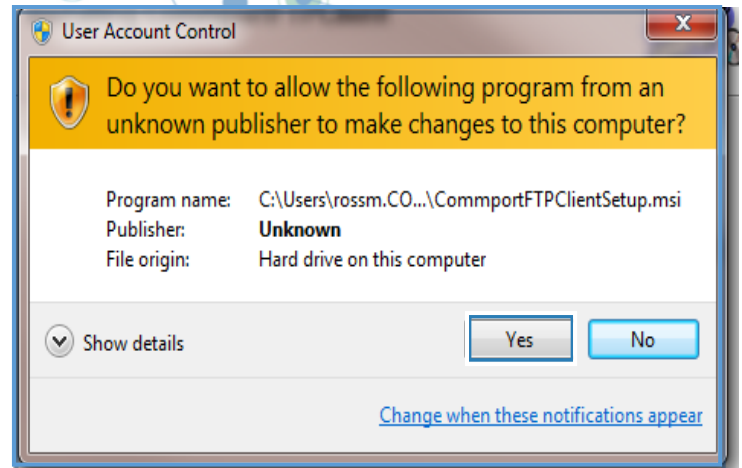 User Account Control
Do you want to allow the following program from an
unknown publisher to make changes to this computer?
Program name: C:\Users\rossm.CO...\CommportFTPClientSetup.msi
Publisher: Unknown
File origin: Hard drive on this computer
Show details
Yes No
Change when these notifications appear